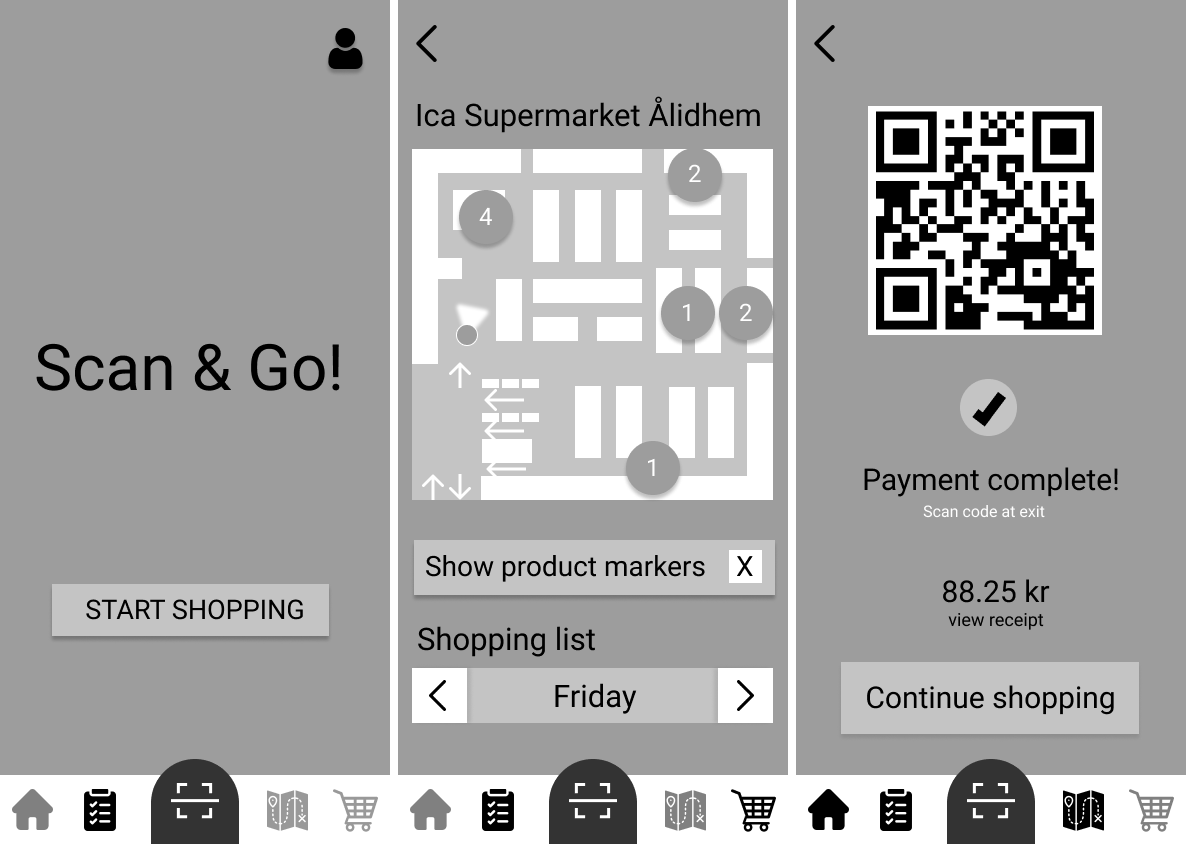 Scan & Go!
START SHOPPING
Ica Supermarket Ålidhem
2
4
1
2
1
Show product markers X
Shopping list
Friday
Payment complete!
Scan code at exit
88.25 kr
view receipt
Continue shopping